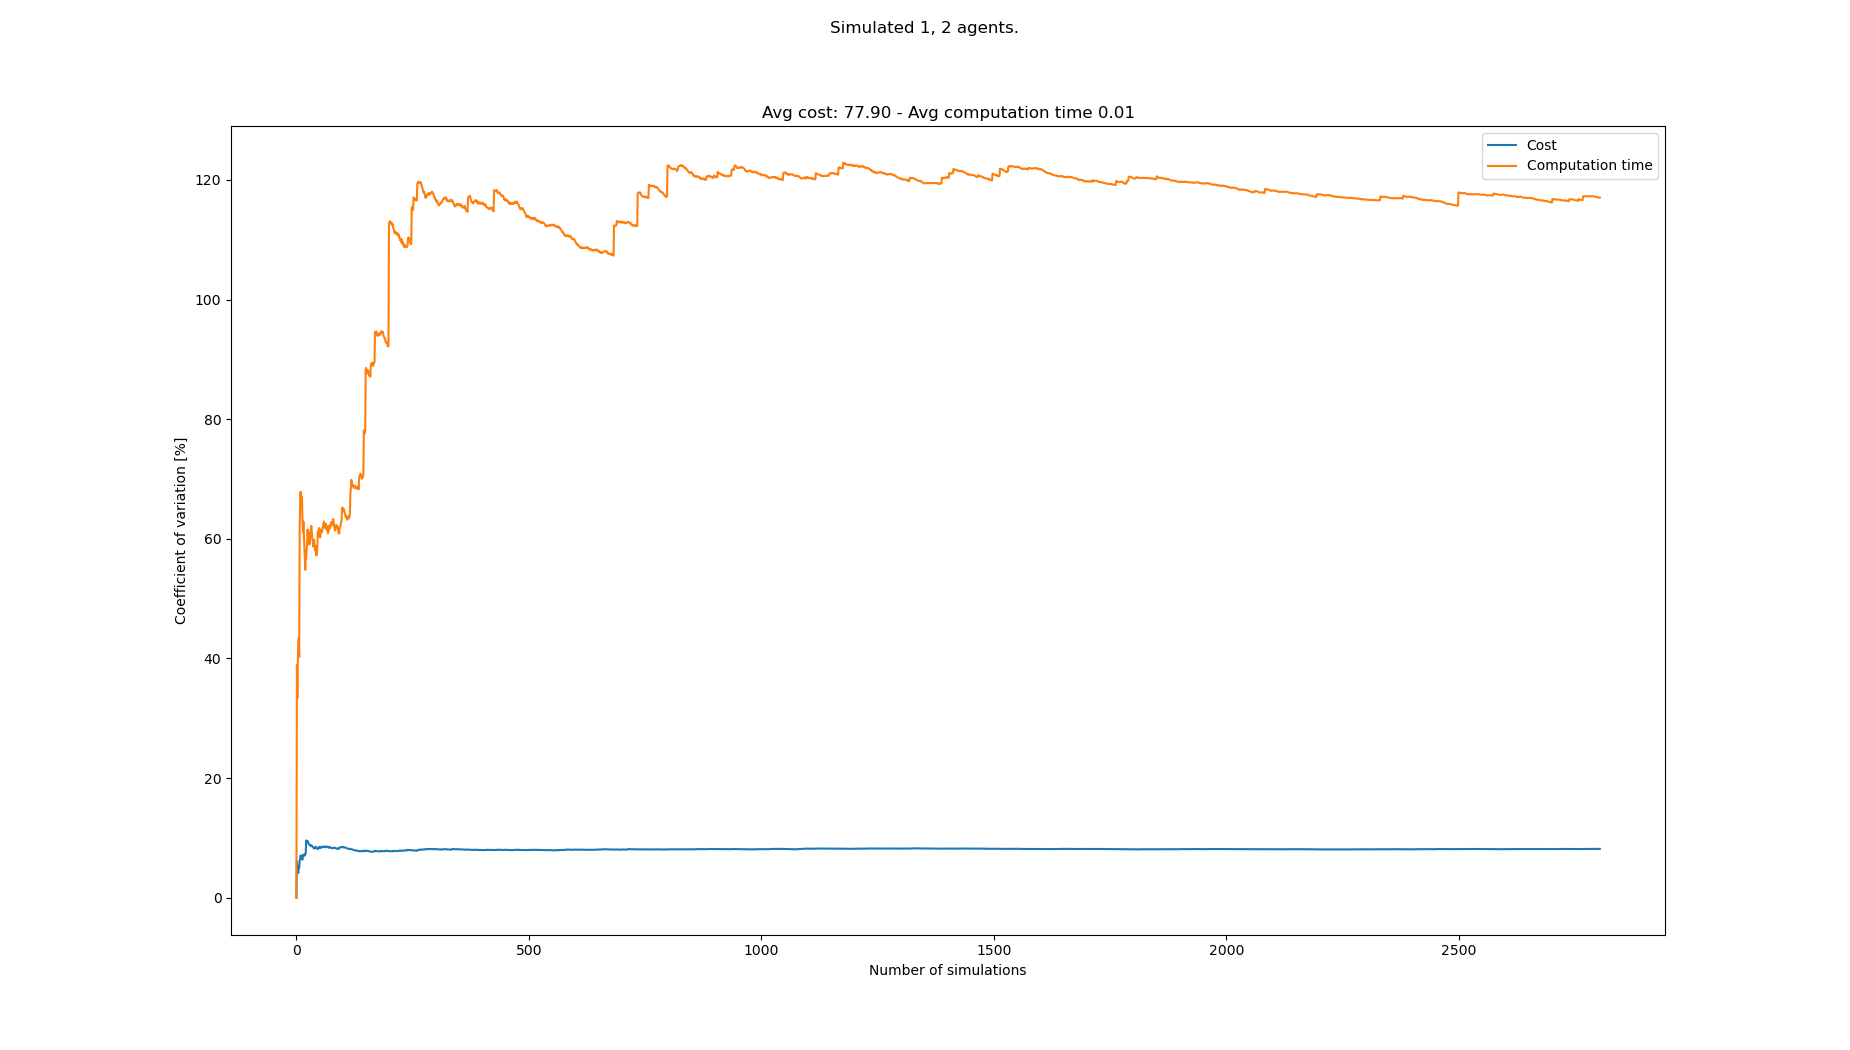 Simulated 1, 2 agents.
Avg cost: 77.90 - Avg computation time 0.01
Cost
Computation time
120
100
80
60
40
20
0
Coefficient of variation [%]
0 500 1000 1500 2000 2500
Number of simulations